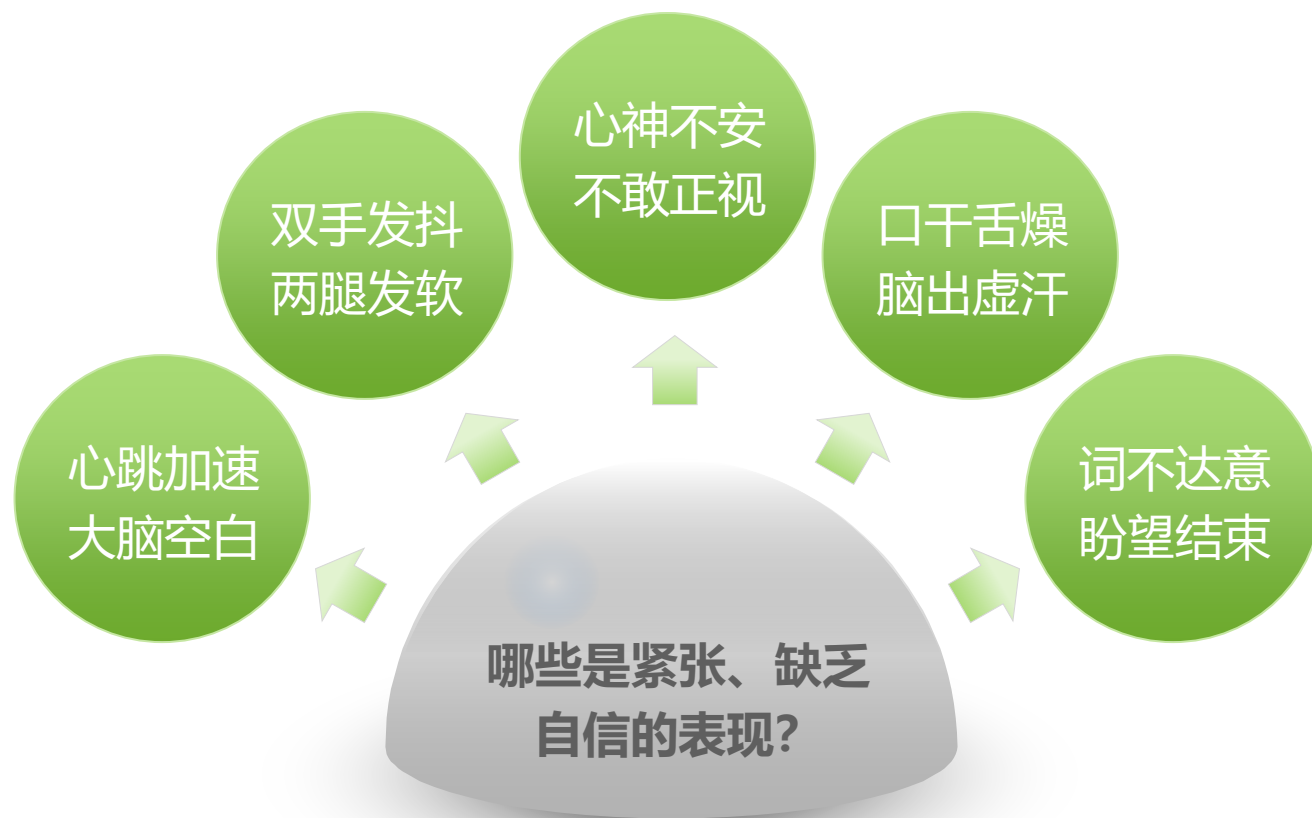 心神不安
不敢正视
双手发抖
两腿发软
口干舌燥
脑出虚汗
心跳加速
大脑空白
词不达意
盼望结束
哪些是紧张、缺乏
自信的表现？